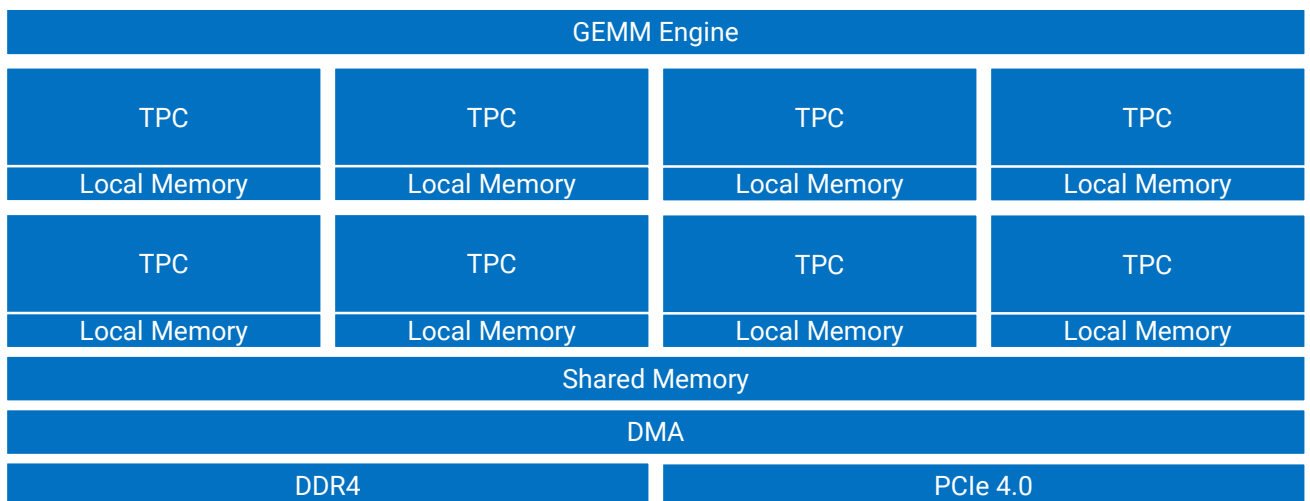 GEMM Engine
TPC TPC TPC TPC
Local Memory Local Memory Local Memory Local Memory
TPC TPC TPC TPC
Local Memory Local Memory Local Memory Local Memory
Shared Memory
DMA
DDR4 PCIe 4.0